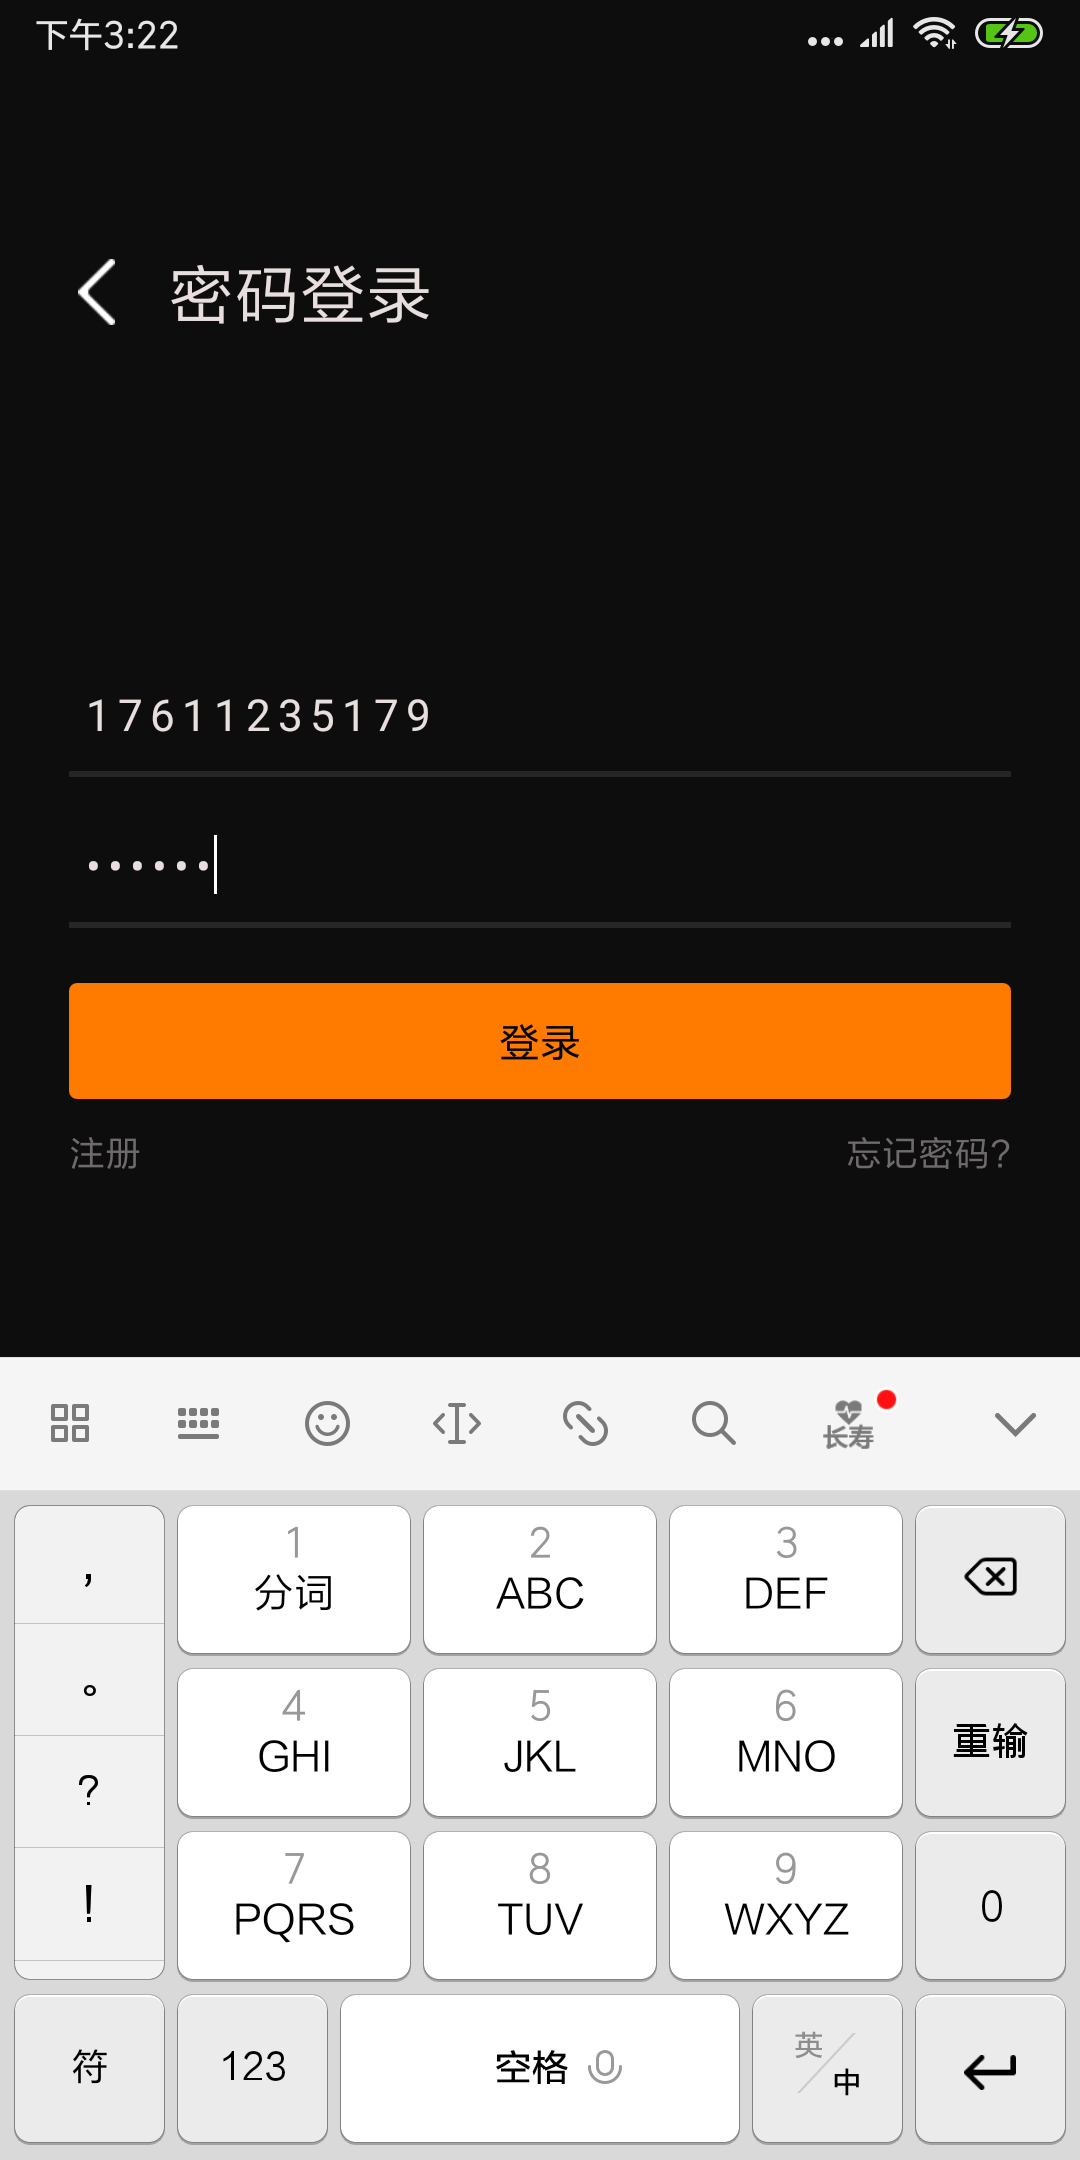 下午3:22
密码登录
17611235179
••••••
登录
注册 忘记密码?
长寿
, 1 2 3
分词 ABC DEF
。 4 5 6 重输
GHI JKL MNO
? 7 8 9 0
! PQRS TUV WXYZ
符 123 空格 英/中